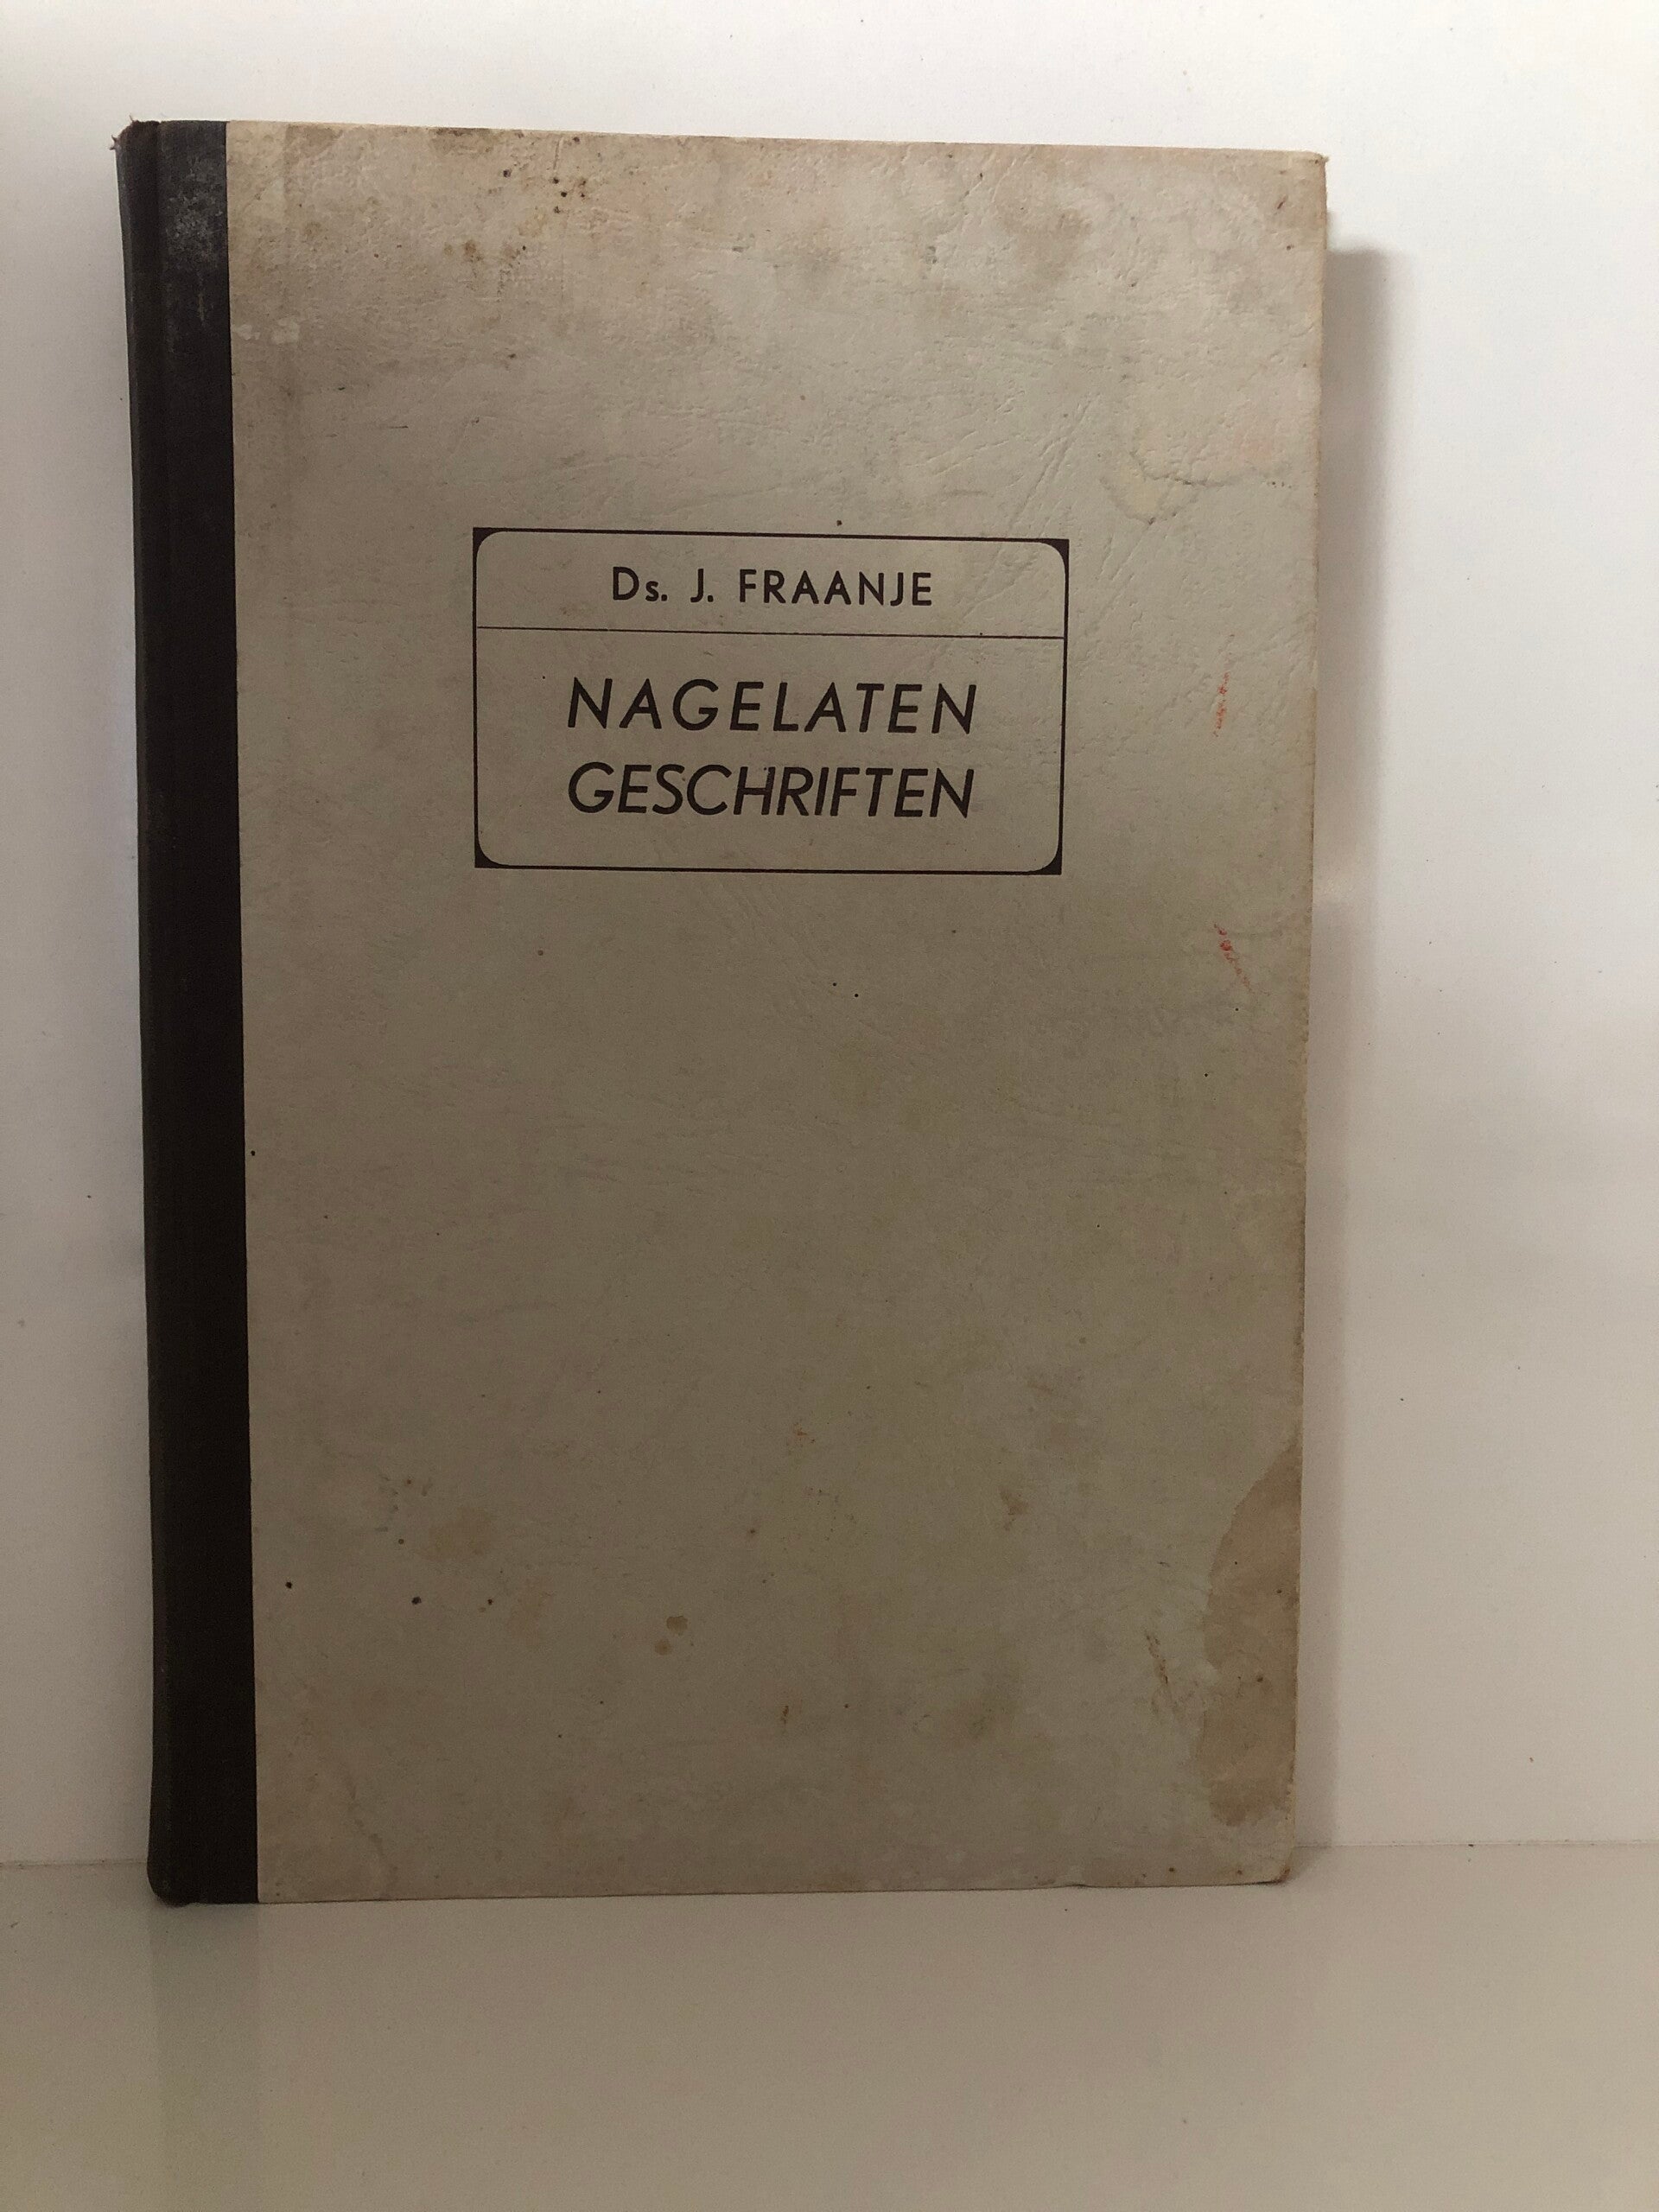 Ds. J. FRAANJE
NAGELATEN
GESCHRIFTEN